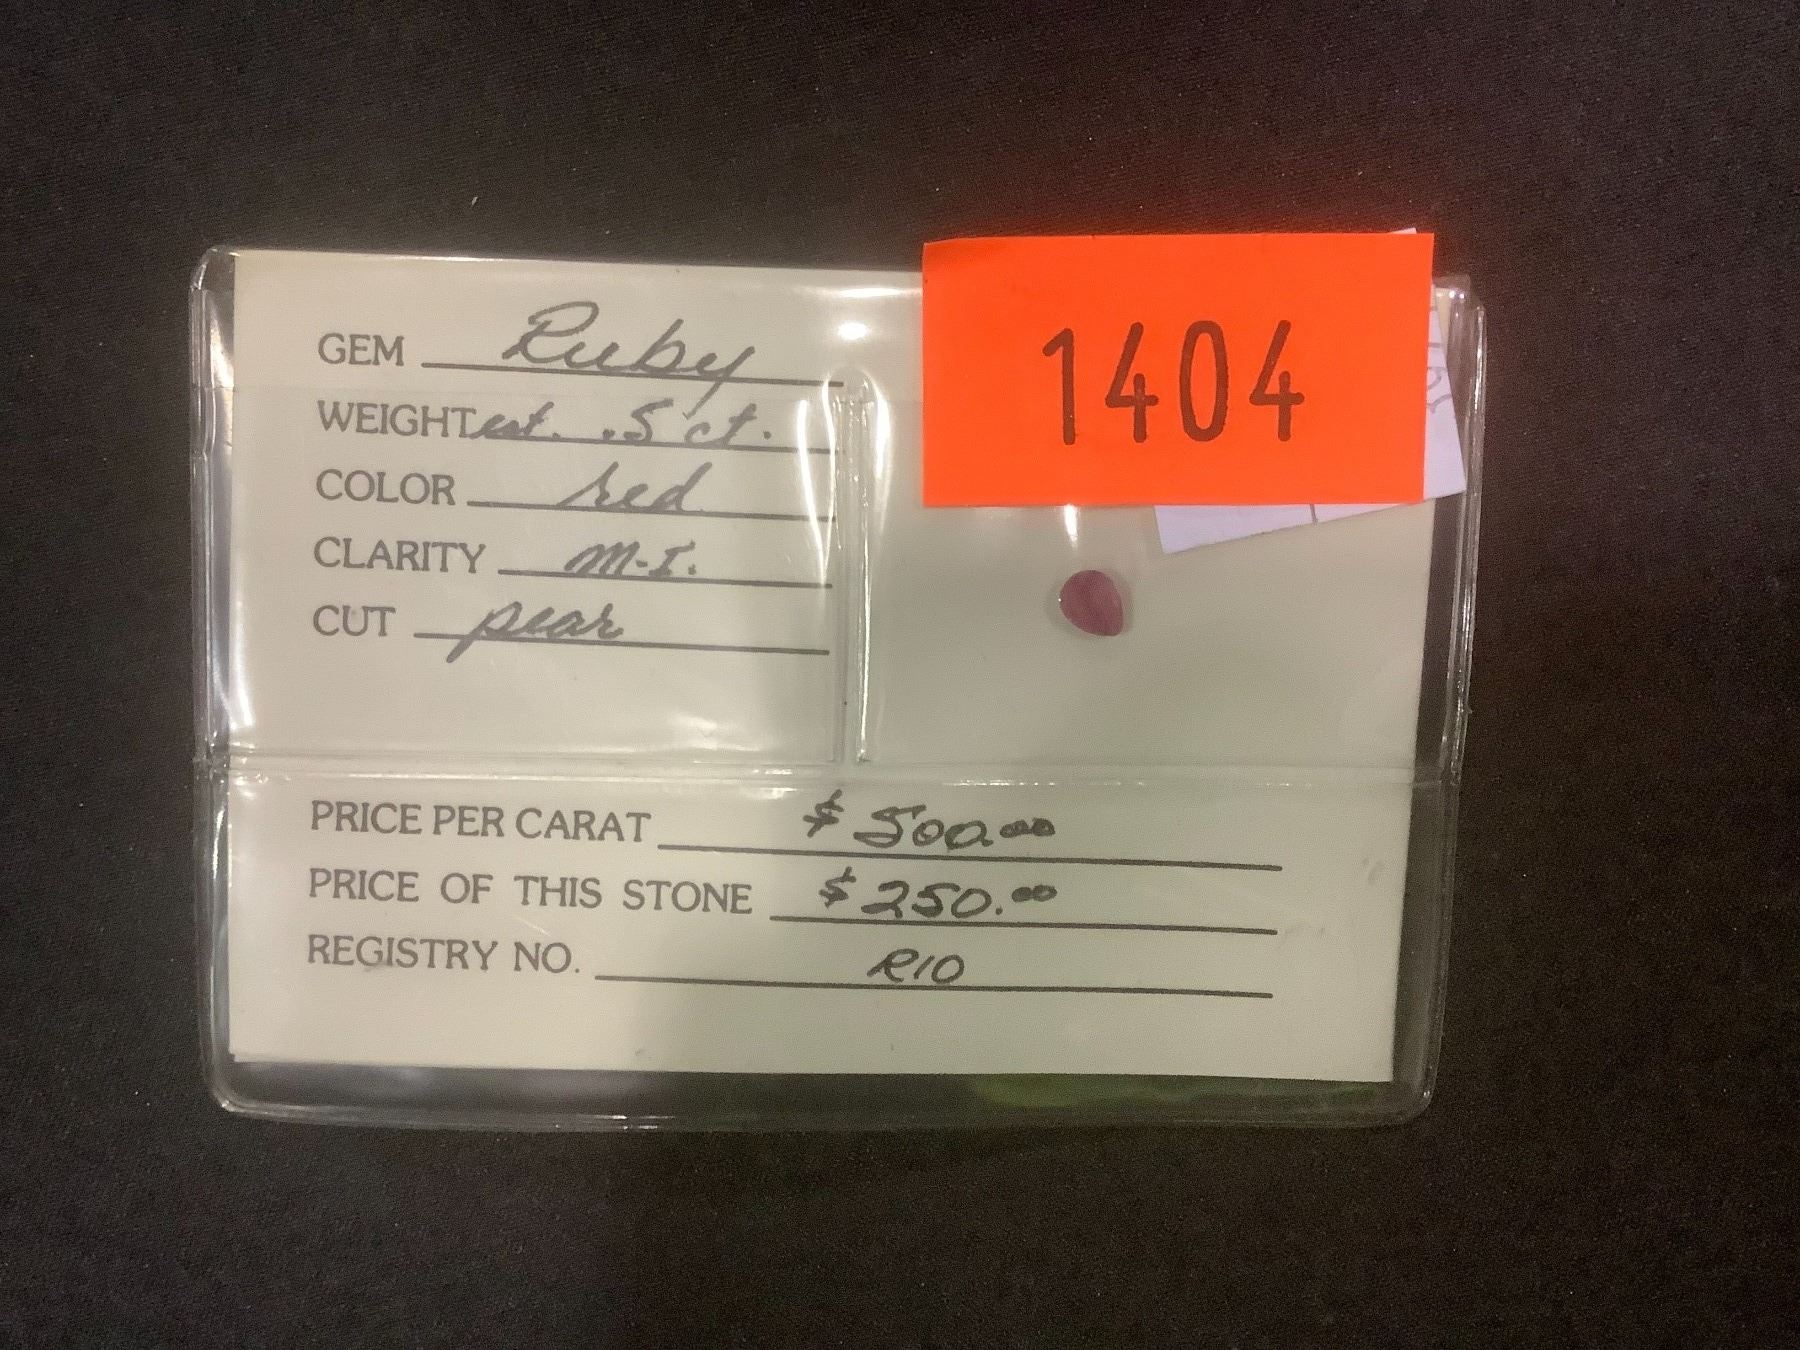 GEM Ruby
1404
WEIGHT est. .5 ct.
COLOR red
CLARITY M-I.
CUT pear
PRICE PER CARAT $500.00
PRICE OF THIS STONE $250.00
REGISTRY NO. R10